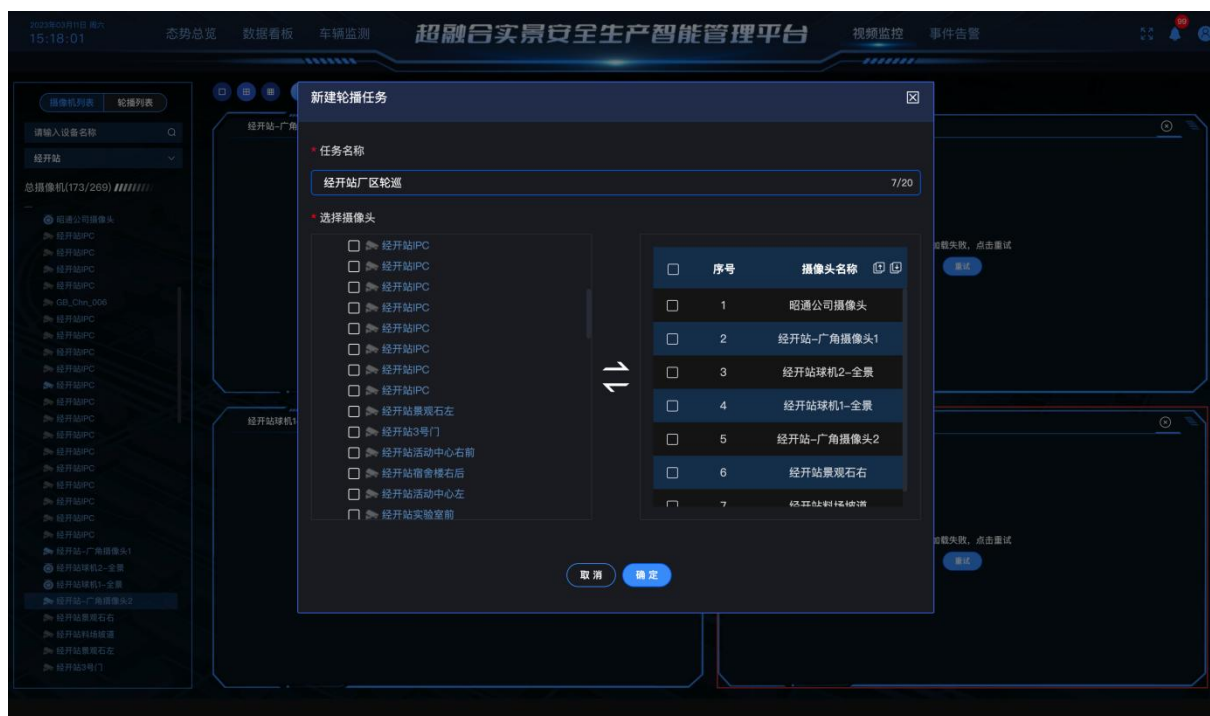 2023年03月11日 周六
15:18:01
态势总览 数据看板 车辆监测 超融合实景安全生产智能管理平台 视频监控 事件告警
99
摄像机列表 轮播列表
请输入设备名称
经开站
总摄像机(173/269)
昭通公司摄像头
经开站IPC
经开站IPC
经开站IPC
经开站IPC
GB_Chn_006
经开站IPC
经开站IPC
经开站IPC
经开站IPC
经开站IPC
经开站IPC
经开站IPC
经开站IPC
经开站IPC
经开站IPC
经开站IPC
经开站IPC
经开站IPC
经开站IPC
经开站-广角摄像头1
经开站球机2-全景
经开站球机1-全景
经开站-广角摄像头2
经开站景观石右
经开站料场坡道
经开站景观石左
经开站3号门
经开站-广角
经开站球机1
新建轮播任务
* 任务名称
经开站厂区轮巡 7/20
* 选择摄像头
经开站IPC
经开站IPC
经开站IPC
经开站IPC
经开站IPC
经开站IPC
经开站IPC
经开站IPC
经开站景观石左
经开站3号门
经开站活动中心右前
经开站宿舍楼右后
经开站活动中心左
经开站实验室前
序号 摄像头名称
1 昭通公司摄像头
2 经开站-广角摄像头1
3 经开站球机2-全景
4 经开站球机1-全景
5 经开站-广角摄像头2
6 经开站景观石右
7 经开站料场坡道
取消 确定
加载失败，点击重试
重试
加载失败，点击重试
重试